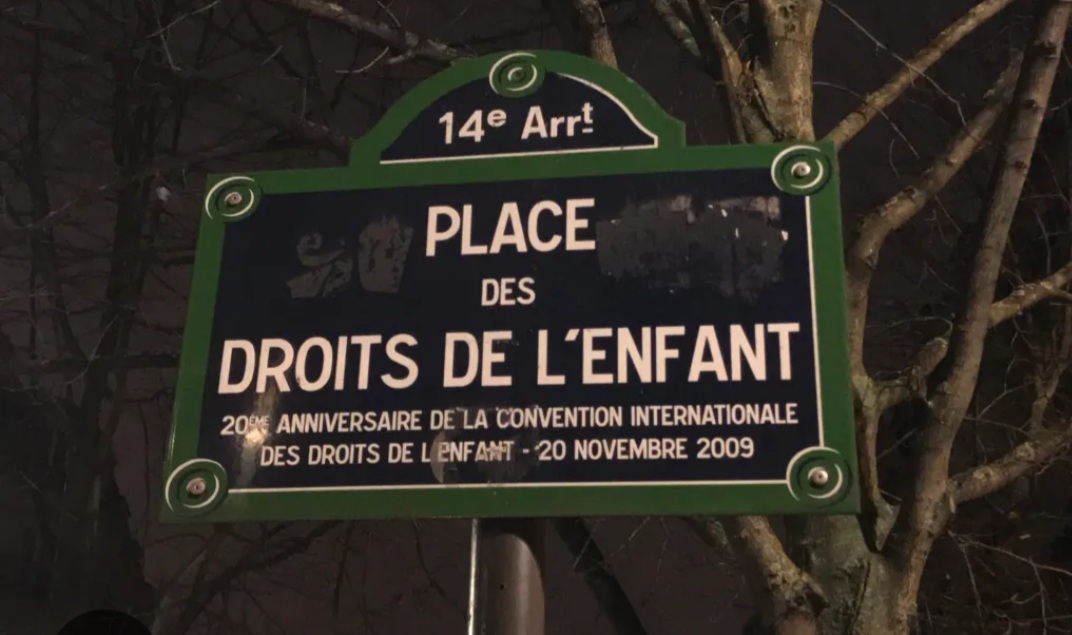 14e Arrt
PLACE
DES
DROITS DE L'ENFANT
20ÈME ANNIVERSAIRE DE LA CONVENTION INTERNATIONALE
DES DROITS DE L'ENFANT - 20 NOVEMBRE 2009